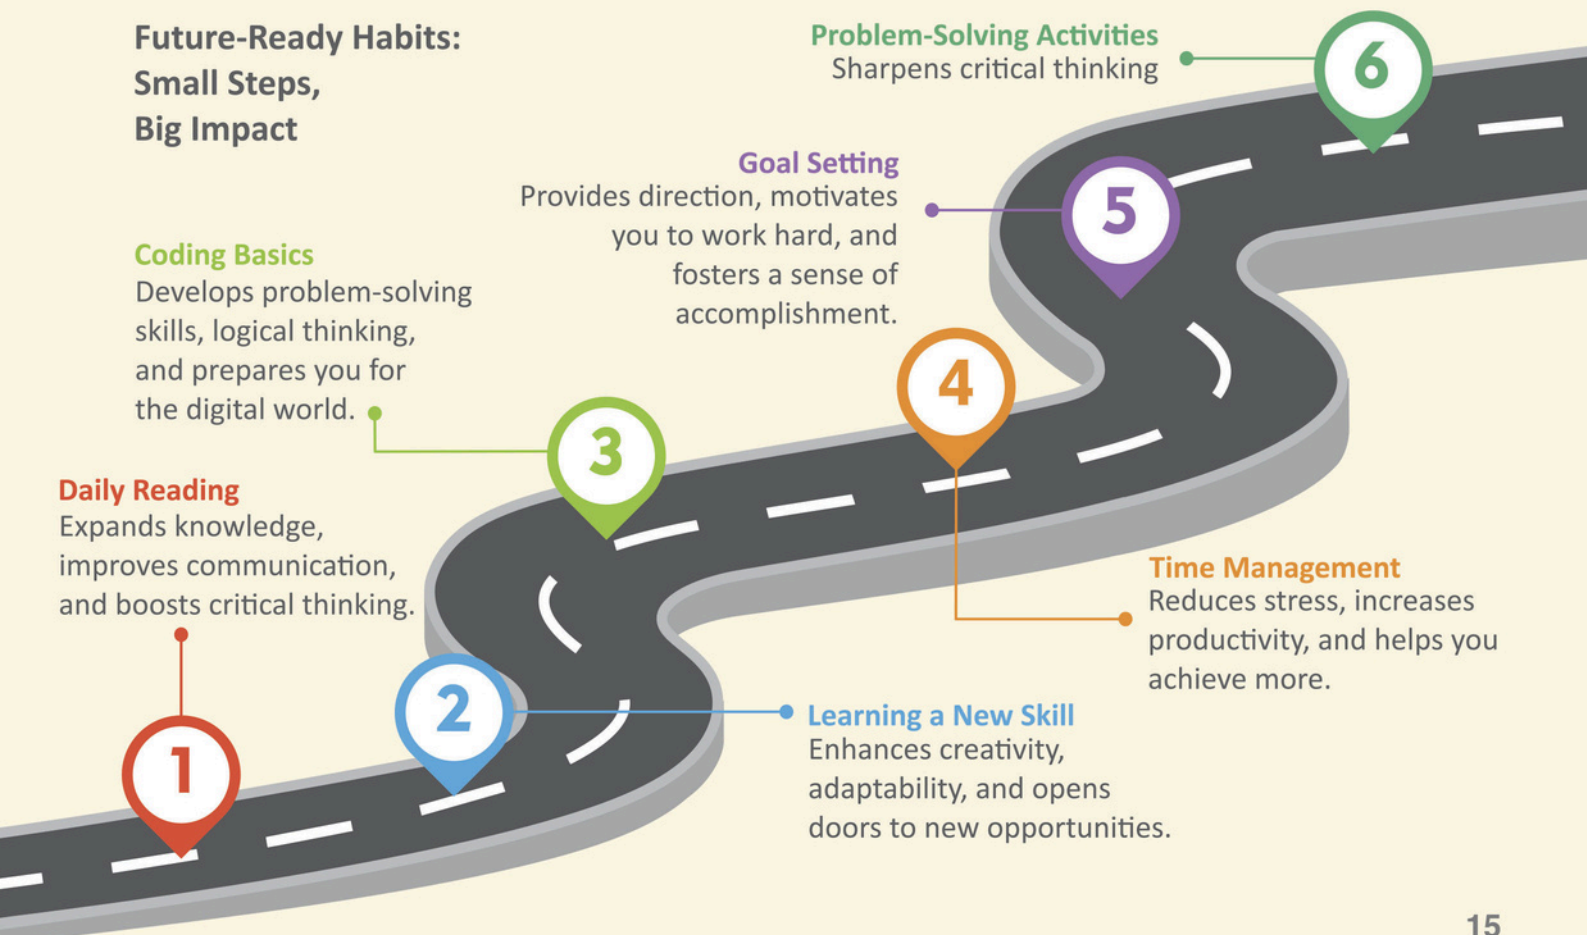 Future-Ready Habits:
Small Steps,
Big Impact
Problem-Solving Activities
Sharpens critical thinking
6
Goal Setting
Provides direction, motivates
you to work hard, and
fosters a sense of
accomplishment.
5
Coding Basics
Develops problem-solving
skills, logical thinking,
and prepares you for
the digital world.
3
4
Daily Reading
Expands knowledge,
improves communication,
and boosts critical thinking.
1
2
Time Management
Reduces stress, increases
productivity, and helps you
achieve more.
Learning a New Skill
Enhances creativity,
adaptability, and opens
doors to new opportunities.
15